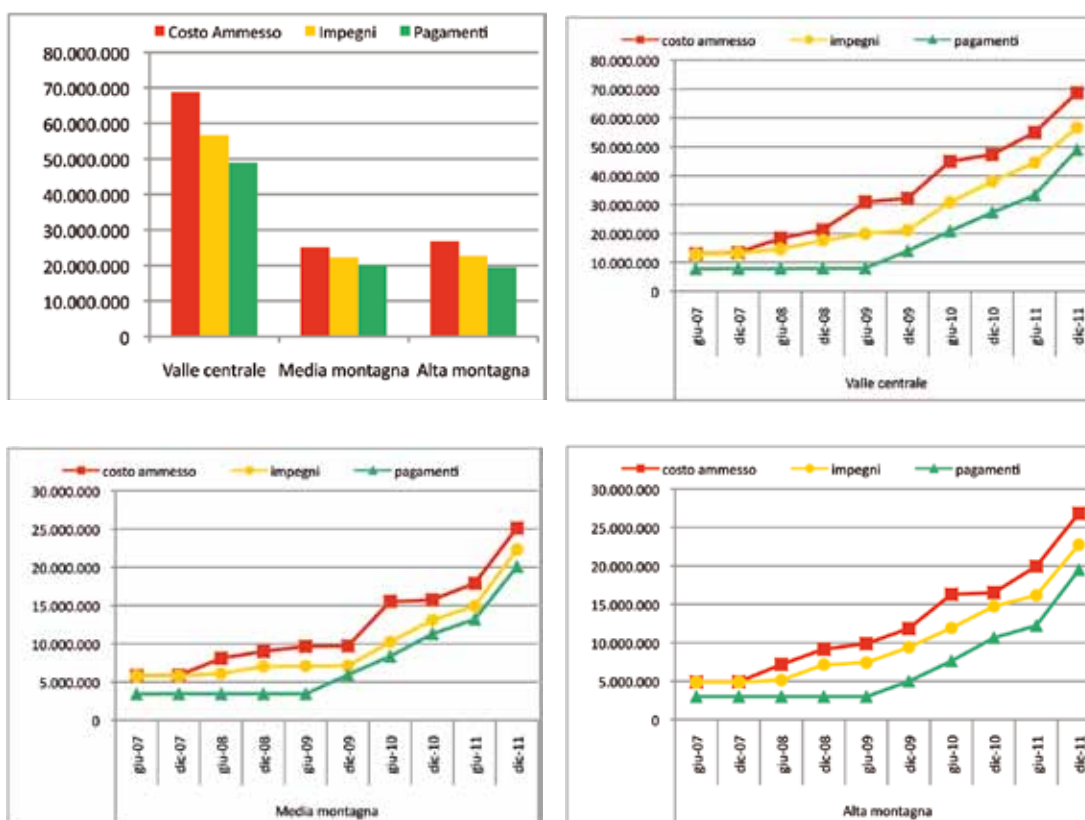 Costo Ammesso Impegni Pagamenti
80.000.000
70.000.000
60.000.000
50.000.000
40.000.000
30.000.000
20.000.000
10.000.000
0
Valle centrale Media montagna Alta montagna
costo ammesso impegni pagamenti
80.000.000
70.000.000
60.000.000
50.000.000
40.000.000
30.000.000
20.000.000
10.000.000
0
giu-07 dic-07 giu-08 dic-08 giu-09 dic-09 giu-10 dic-10 giu-11 dic-11
Valle centrale
costo ammesso impegni pagamenti
30.000.000
25.000.000
20.000.000
15.000.000
10.000.000
5.000.000
0
giu-07 dic-07 giu-08 dic-08 giu-09 dic-09 giu-10 dic-10 giu-11 dic-11
Media montagna
costo ammesso impegni pagamenti
30.000.000
25.000.000
20.000.000
15.000.000
10.000.000
5.000.000
0
giu-07 dic-07 giu-08 dic-08 giu-09 dic-09 giu-10 dic-10 giu-11 dic-11
Alta montagna